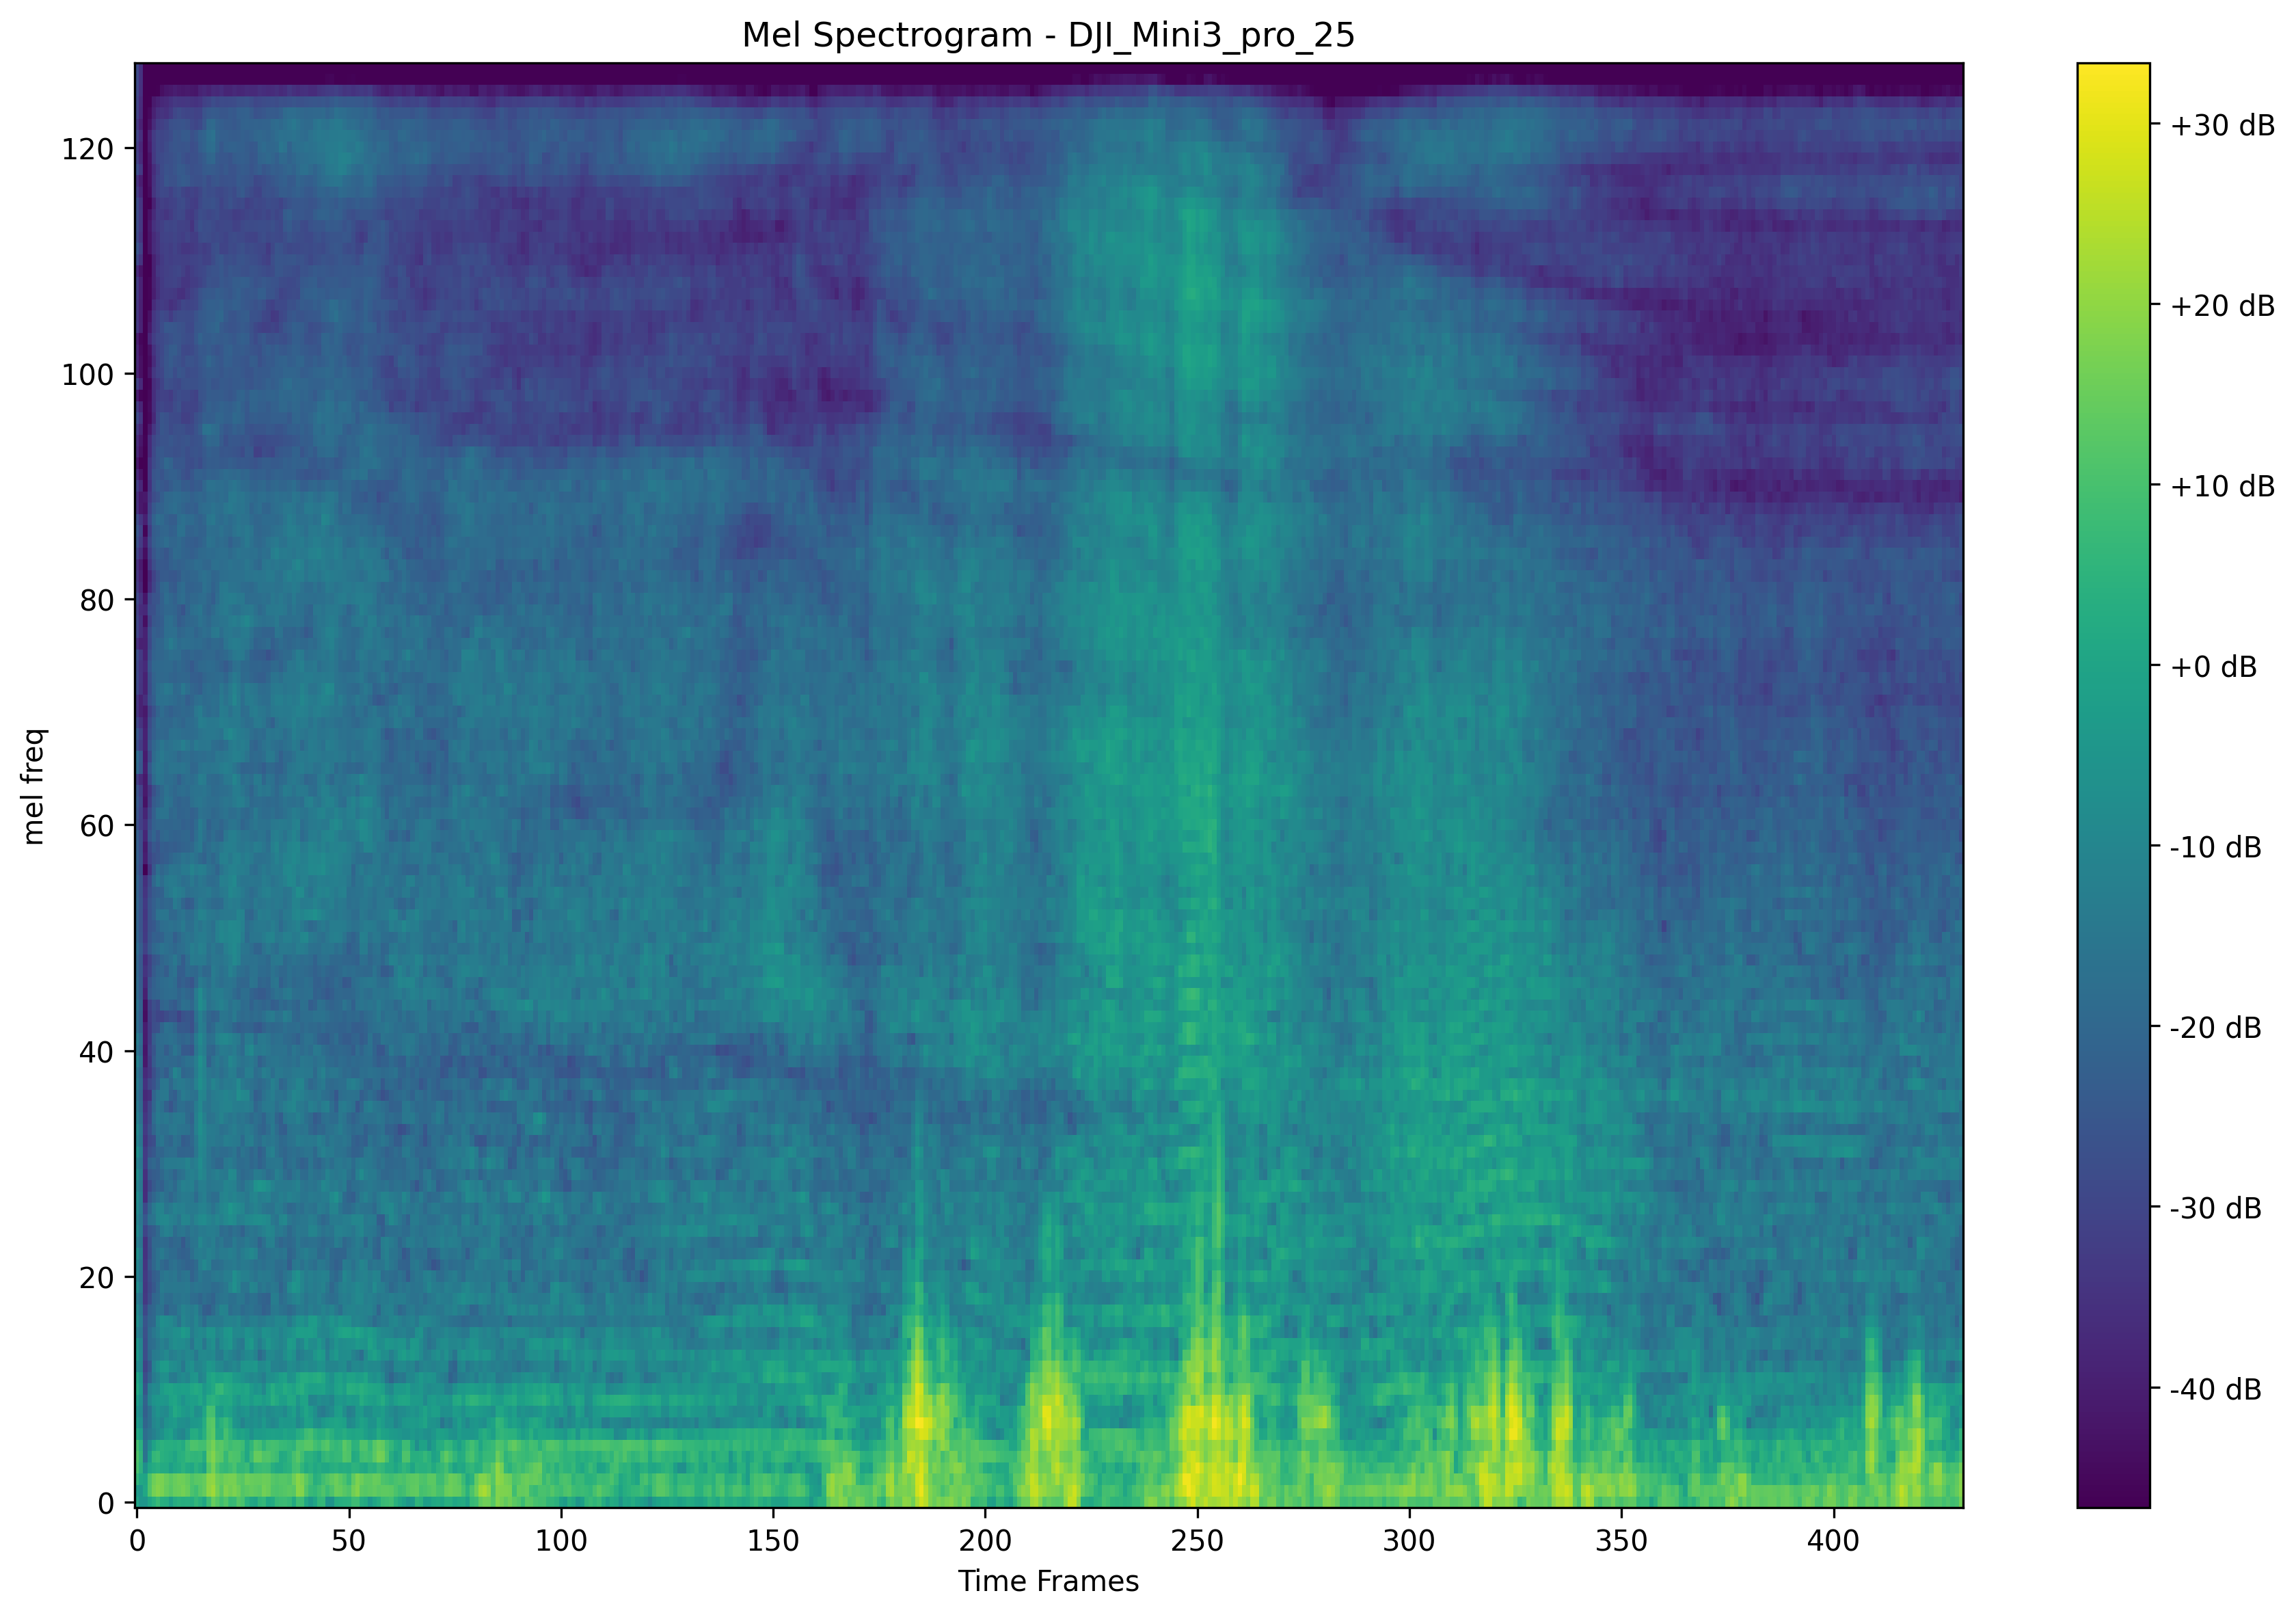 Mel Spectrogram - DJI_Mini3_pro_25
+30 dB
120
+20 dB
100
+10 dB
80
+0 dB
mel freq
60
-10 dB
40
-20 dB
-30 dB
20
-40 dB
0
0 50 100 150 200 250 300 350 400
Time Frames